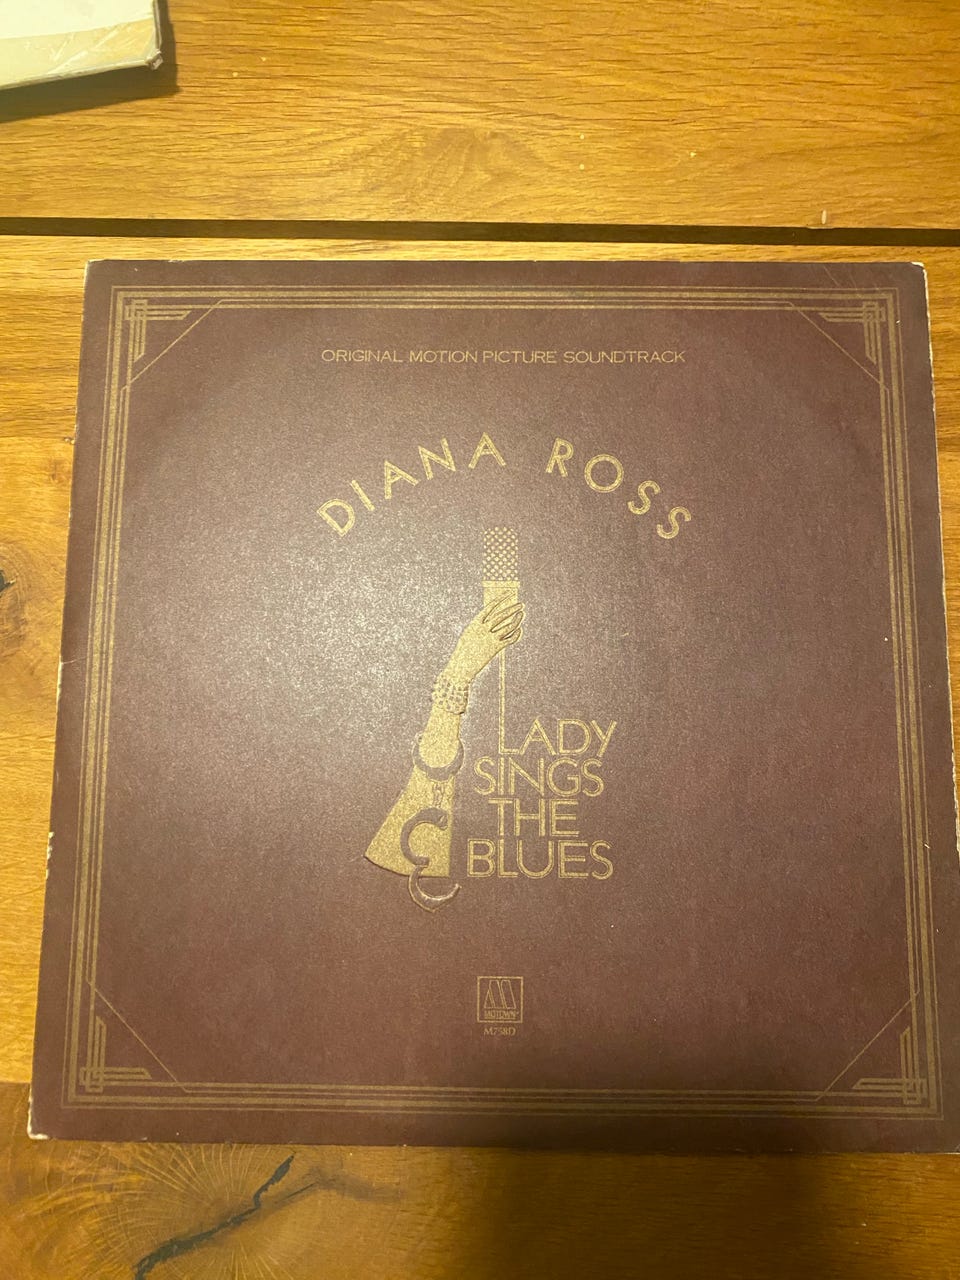 ORIGINAL MOTION PICTURE SOUNDTRACK
DIANA ROSS
LADY
SINGS
THE
BLUES
MOTOWN
M758D